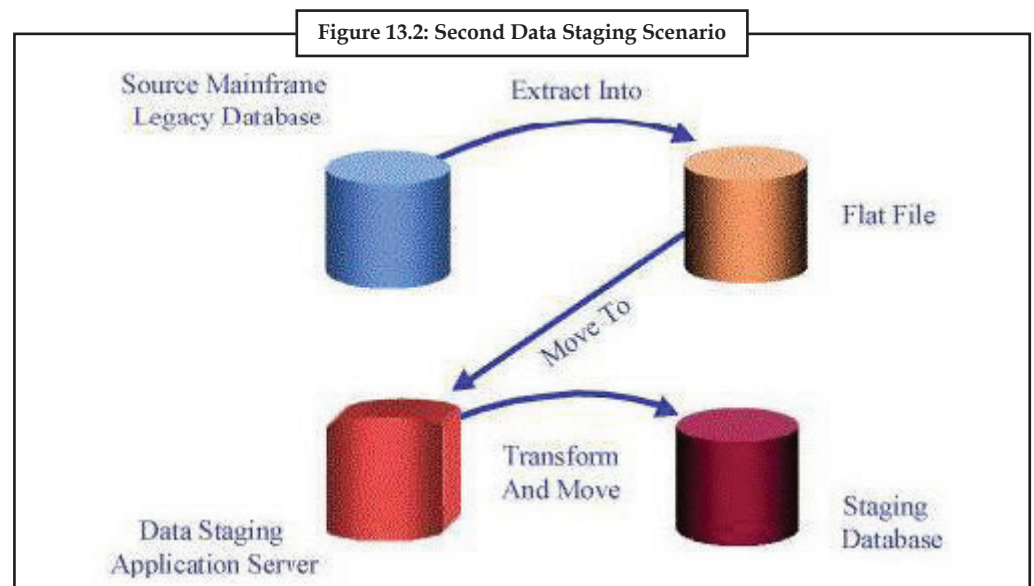 Figure 13.2: Second Data Staging Scenario
Source Mainframe
Legacy Database
Extract Into
Flat File
Move To
Transform
And Move
Data Staging
Application Server
Staging
Database